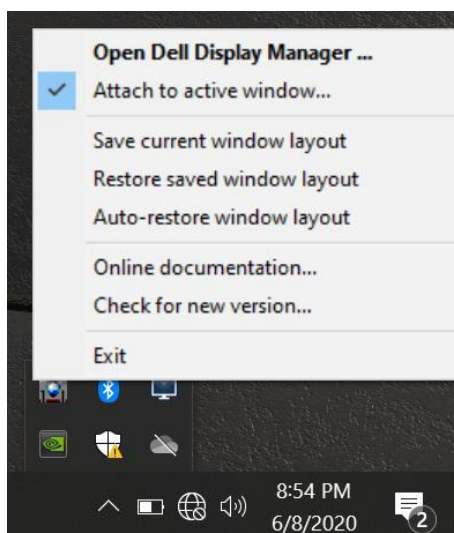 Open Dell Display Manager ...
Attach to active window...
Save current window layout
Restore saved window layout
Auto-restore window layout
Online documentation...
Check for new version...
Exit
8:54 PM
6/8/2020
2